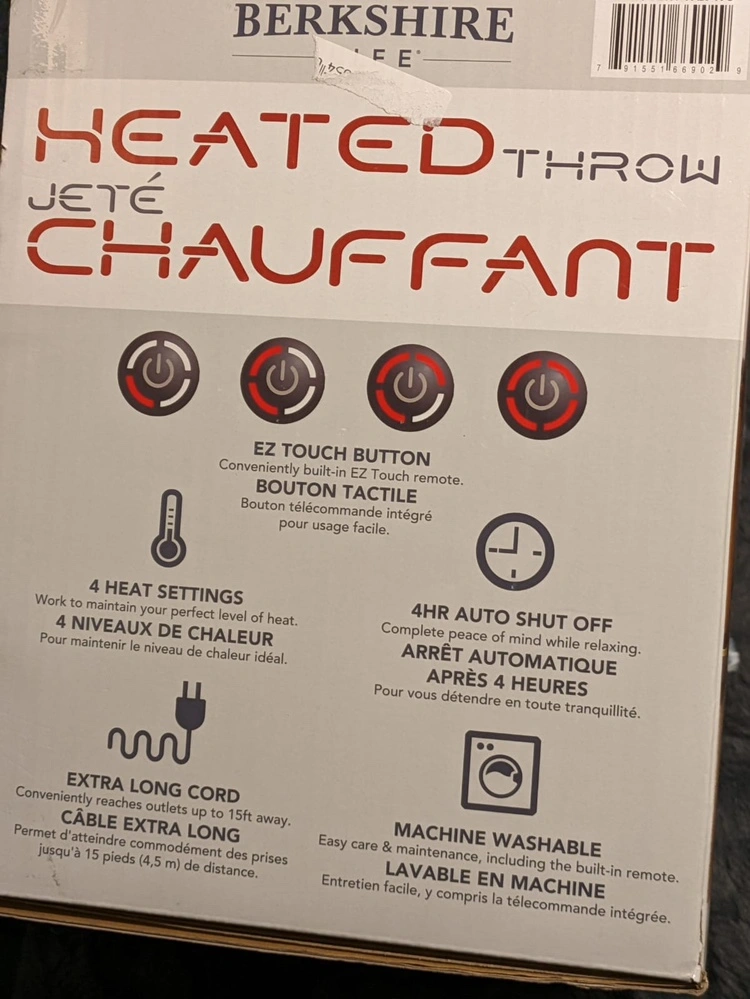 BERKSHIRE
HEATED THROW
JETÉ
CHAUFFANT
EZ TOUCH BUTTON
Conveniently built-in EZ Touch remote.
BOUTON TACTILE
Bouton télécommande intégré
pour usage facile.
4 HEAT SETTINGS
Work to maintain your perfect level of heat.
4 NIVEAUX DE CHALEUR
Pour maintenir le niveau de chaleur idéal.
4HR AUTO SHUT OFF
Complete peace of mind while relaxing.
ARRÊT AUTOMATIQUE
APRÈS 4 HEURES
Pour vous détendre en toute tranquillité.
EXTRA LONG CORD
Conveniently reaches outlets up to 15ft away.
CÂBLE EXTRA LONG
Permet d'atteindre commodément des prises
jusqu'à 15 pieds (4,5 m) de distance.
MACHINE WASHABLE
Easy care & maintenance, including the built-in remote.
LAVABLE EN MACHINE
Entretien facile, y compris la télecommande intégrée.
7 91551 66902 9